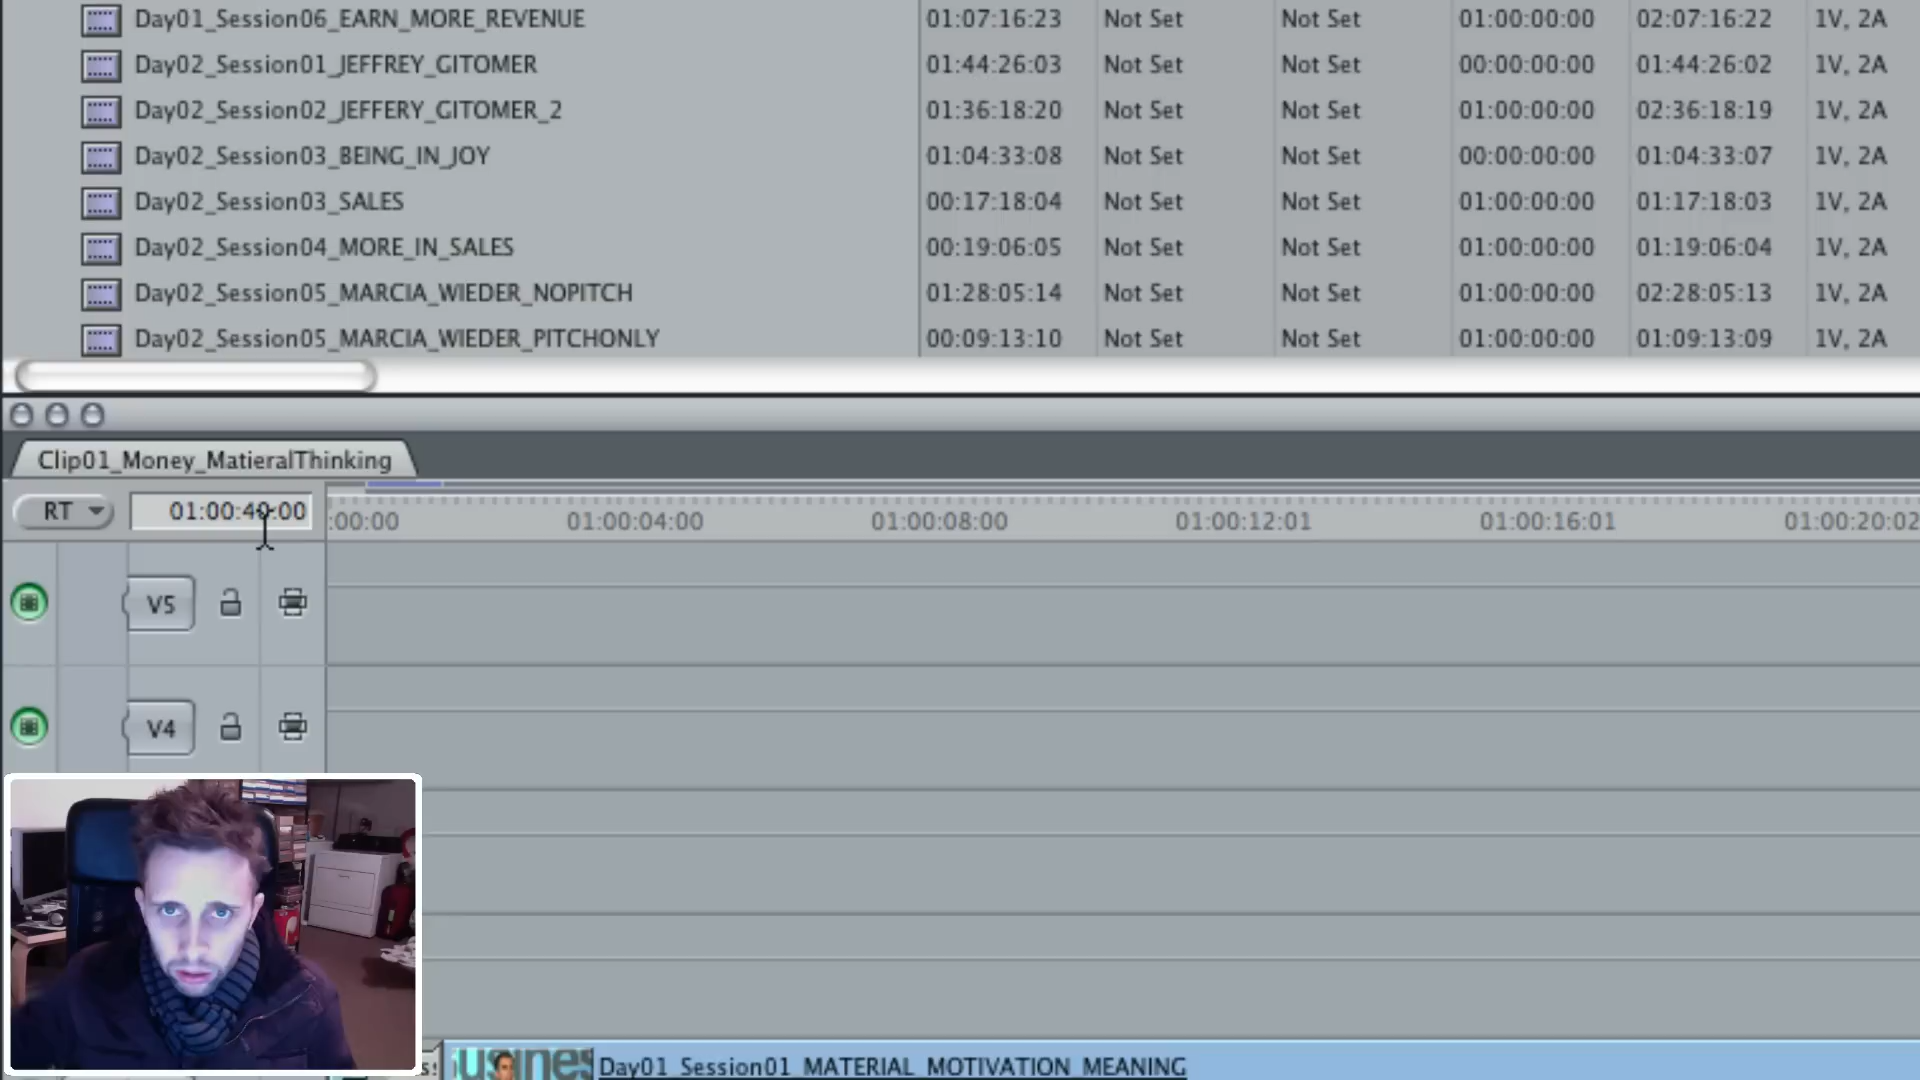 Day01_Session06_EARN_MORE_REVENUE 01:07:16:23 Not Set Not Set 01:00:00:00 02:07:16:22 1V, 2A
Day02_Session01_JEFFREY_GITOMER 01:44:26:03 Not Set Not Set 00:00:00:00 01:44:26:02 1V, 2A
Day02_Session02_JEFFERY_GITOMER_2 01:36:18:20 Not Set Not Set 01:00:00:00 02:36:18:19 1V, 2A
Day02_Session03_BEING_IN_JOY 01:04:33:08 Not Set Not Set 00:00:00:00 01:04:33:07 1V, 2A
Day02_Session03_SALES 00:17:18:04 Not Set Not Set 01:00:00:00 01:17:18:03 1V, 2A
Day02_Session04_MORE_IN_SALES 00:19:06:05 Not Set Not Set 01:00:00:00 01:19:06:04 1V, 2A
Day02_Session05_MARCIA_WIEDER_NOPITCH 01:28:05:14 Not Set Not Set 01:00:00:00 02:28:05:13 1V, 2A
Day02_Session05_MARCIA_WIEDER_PITCHONLY 00:09:13:10 Not Set Not Set 01:00:00:00 01:09:13:09 1V, 2A
Clip01_Money_MatieralThinking
RT 01:00:40:00 :00:00 01:00:04:00 01:00:08:00 01:00:12:01 01:00:16:01 01:00:20:02
V5
V4
Day01_Session01_MATERIAL_MOTIVATION_MEANING